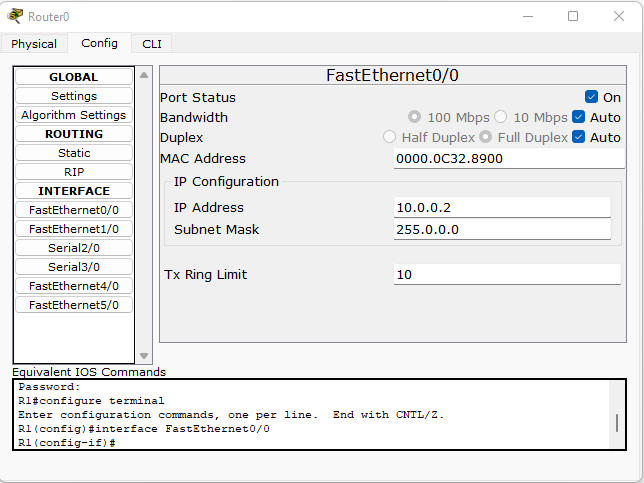 Router0
Physical Config CLI
GLOBAL
Settings
Algorithm Settings
ROUTING
Static
RIP
INTERFACE
FastEthernet0/0
FastEthernet1/0
Serial2/0
Serial3/0
FastEthernet4/0
FastEthernet5/0
FastEthernet0/0
Port Status On
Bandwidth 100 Mbps 10 Mbps Auto
Duplex Half Duplex Full Duplex Auto
MAC Address 0000.0C32.8900
IP Configuration
IP Address 10.0.0.2
Subnet Mask 255.0.0.0
Tx Ring Limit 10
Equivalent IOS Commands
Password:
R1#configure terminal
Enter configuration commands, one per line. End with CNTL/Z.
R1(config)#interface FastEthernet0/0
R1(config-if)#